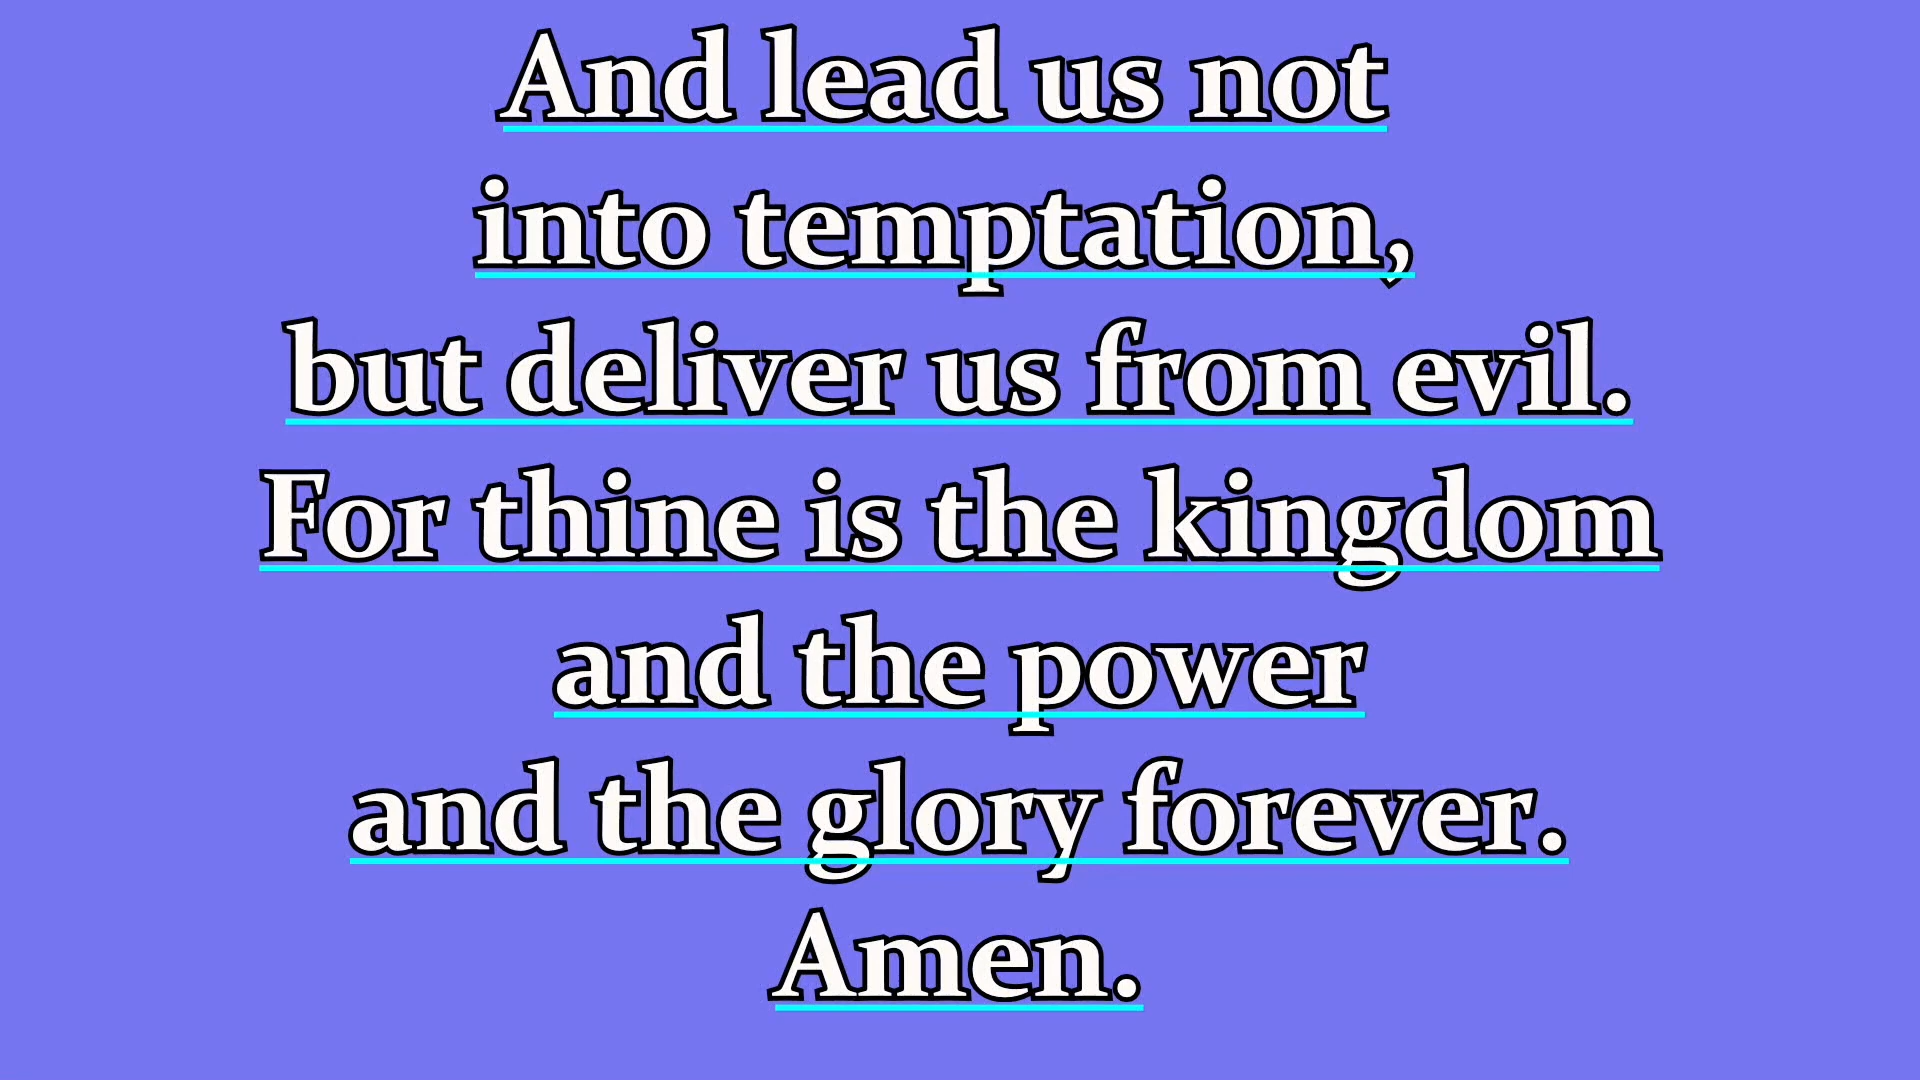 And lead us not
into temptation,
but deliver us from evil.
For thine is the kingdom
and the power
and the glory forever.
Amen.